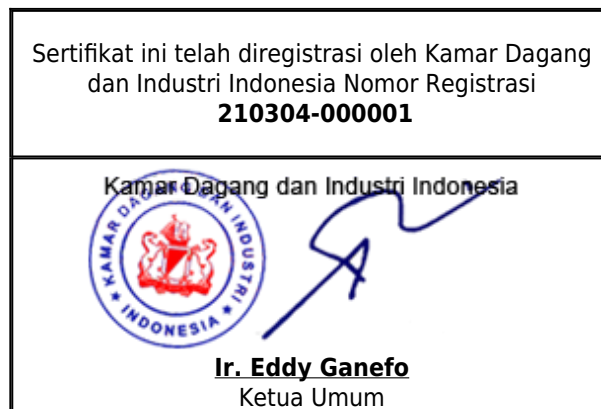 Sertifikat ini telah diregistrasi oleh Kamar Dagang
dan Industri Indonesia Nomor Registrasi
210304-000001
Kamar Dagang dan Industri Indonesia
KAMAR DAGANG DAN INDUSTRI
INDONESIA
Ir. Eddy Ganefo
Ketua Umum